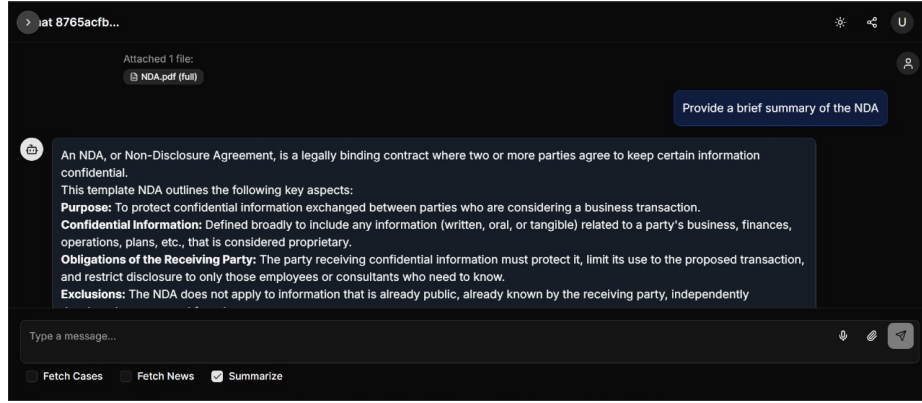 at 8765acfb...
U
Attached 1 file:
NDA.pdf (full)
Provide a brief summary of the NDA
An NDA, or Non-Disclosure Agreement, is a legally binding contract where two or more parties agree to keep certain information
confidential.
This template NDA outlines the following key aspects:
Purpose: To protect confidential information exchanged between parties who are considering a business transaction.
Confidential Information: Defined broadly to include any information (written, oral, or tangible) related to a party's business, finances,
operations, plans, etc., that is considered proprietary.
Obligations of the Receiving Party: The party receiving confidential information must protect it, limit its use to the proposed transaction,
and restrict disclosure to only those employees or consultants who need to know.
Exclusions: The NDA does not apply to information that is already public, already known by the receiving party, independently
Type a message...
Fetch Cases
Fetch News
Summarize